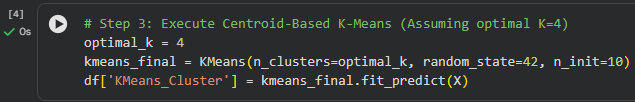 [4]
0s
# Step 3: Execute Centroid-Based K-Means (Assuming optimal K=4)
optimal_k = 4
kmeans_final = KMeans(n_clusters=optimal_k, random_state=42, n_init=10)
df['KMeans_Cluster'] = kmeans_final.fit_predict(X)